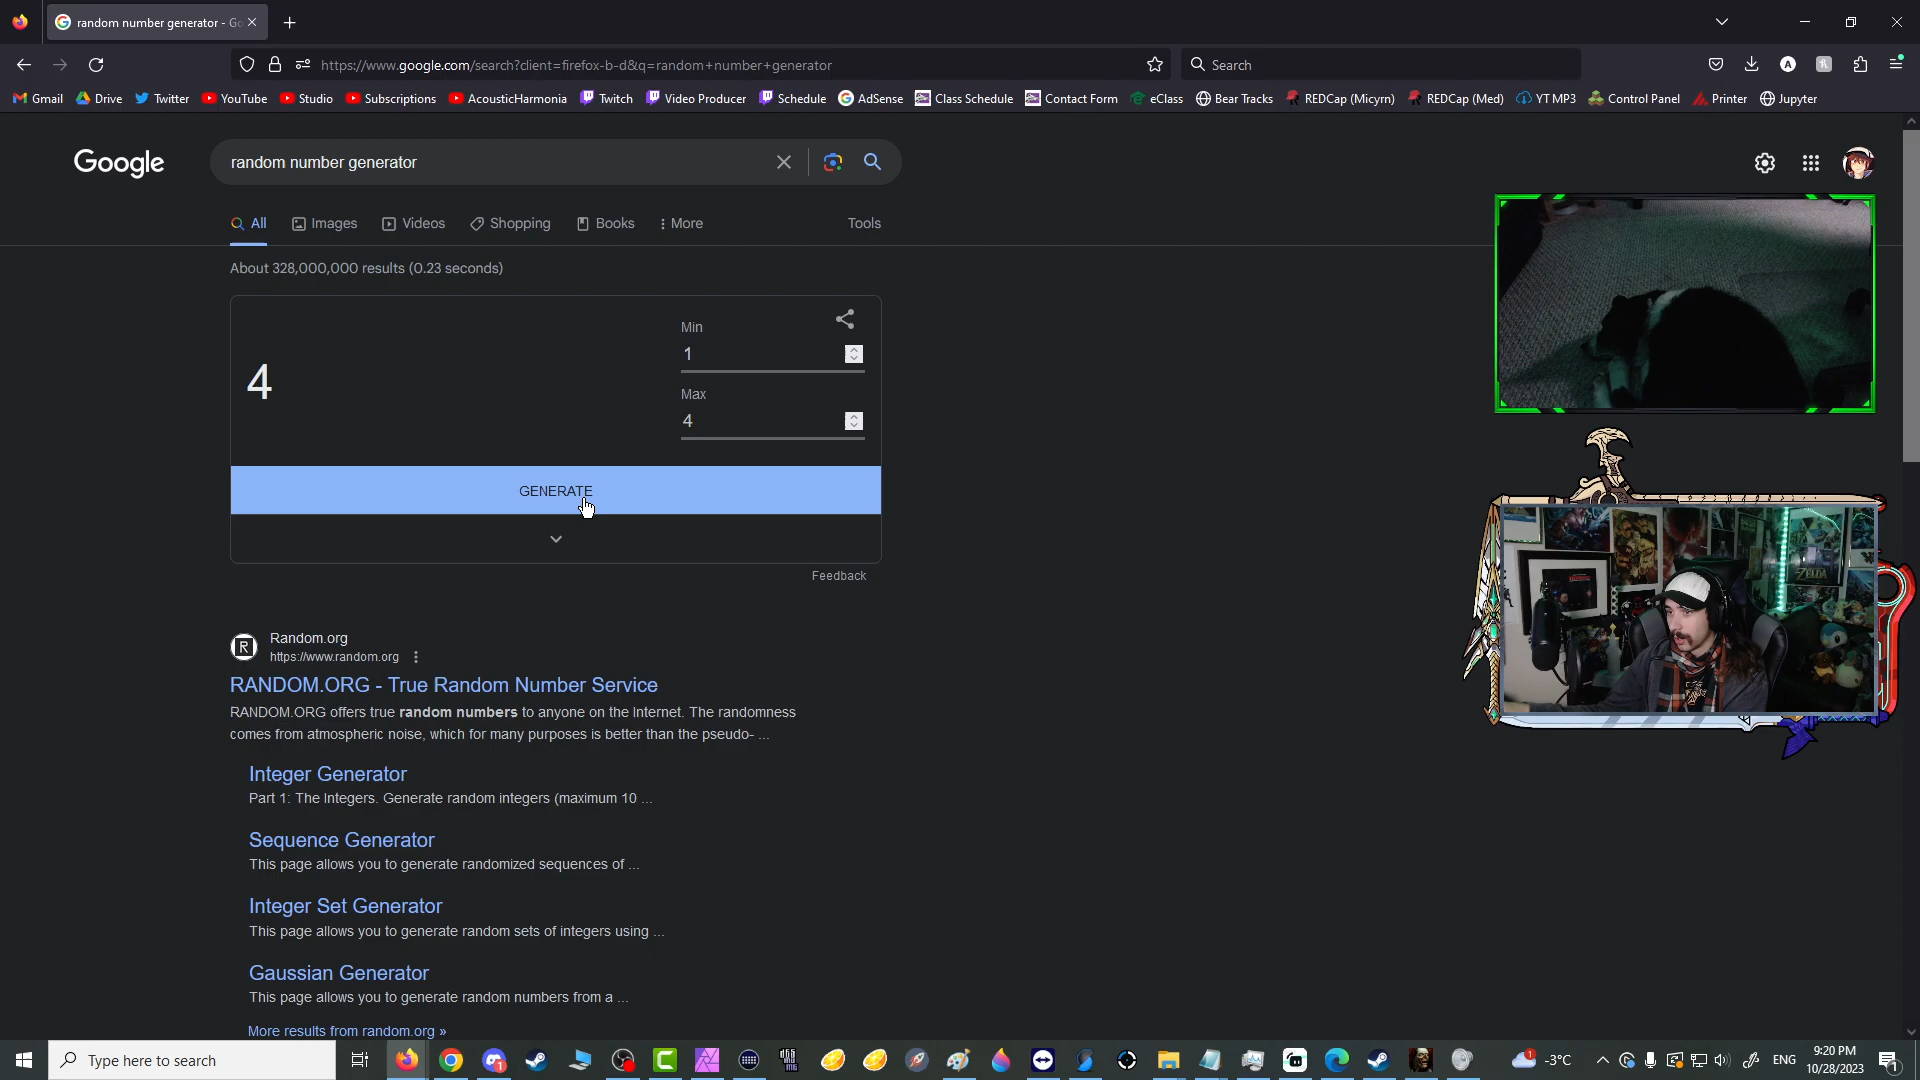 random number generator - Go
https://www.google.com/search?client=firefox-b-d&q=random+number+generator
Search
Gmail Drive Twitter YouTube Studio Subscriptions AcousticHarmonia Twitch Video Producer Schedule AdSense Class Schedule Contact Form eClass Bear Tracks REDCap (Micyrn) REDCap (Med) YT MP3 Control Panel Printer Jupyter
Google
random number generator
All Images Videos Shopping Books More Tools
About 328,000,000 results (0.23 seconds)
Min
1
4
Max
4
GENERATE
Feedback
R
Random.org
https://www.random.org
RANDOM.ORG - True Random Number Service
RANDOM.ORG offers true random numbers to anyone on the Internet. The randomness
comes from atmospheric noise, which for many purposes is better than the pseudo- ...
Integer Generator
Part 1: The Integers. Generate random integers (maximum 10 ...
Sequence Generator
This page allows you to generate randomized sequences of ...
Integer Set Generator
This page allows you to generate random sets of integers using ...
Gaussian Generator
This page allows you to generate random numbers from a ...
More results from random.org »
ZELDA
Type here to search
-3°C
ENG
9:20 PM
10/28/2023